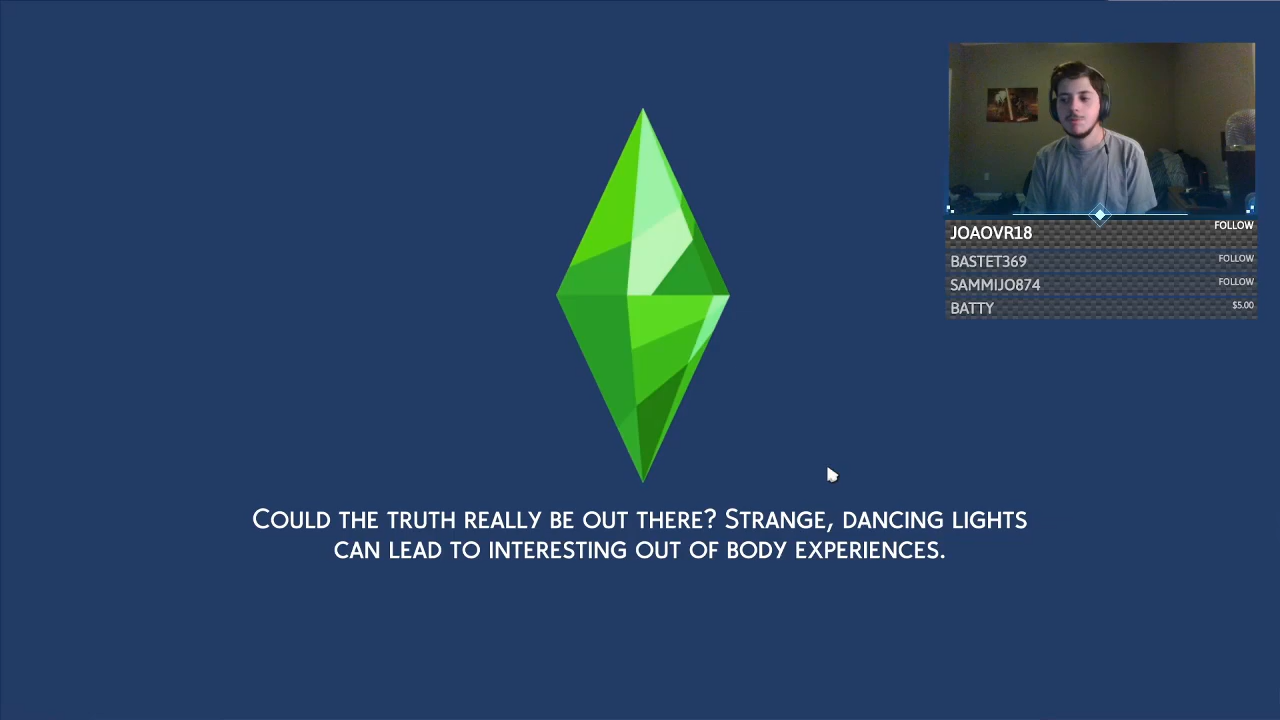 JOAOVR18 FOLLOW
BASTET369 FOLLOW
SAMMIJO874 FOLLOW
BATTY $5.00
Could the truth really be out there? Strange, dancing lights
can lead to interesting out of body experiences.